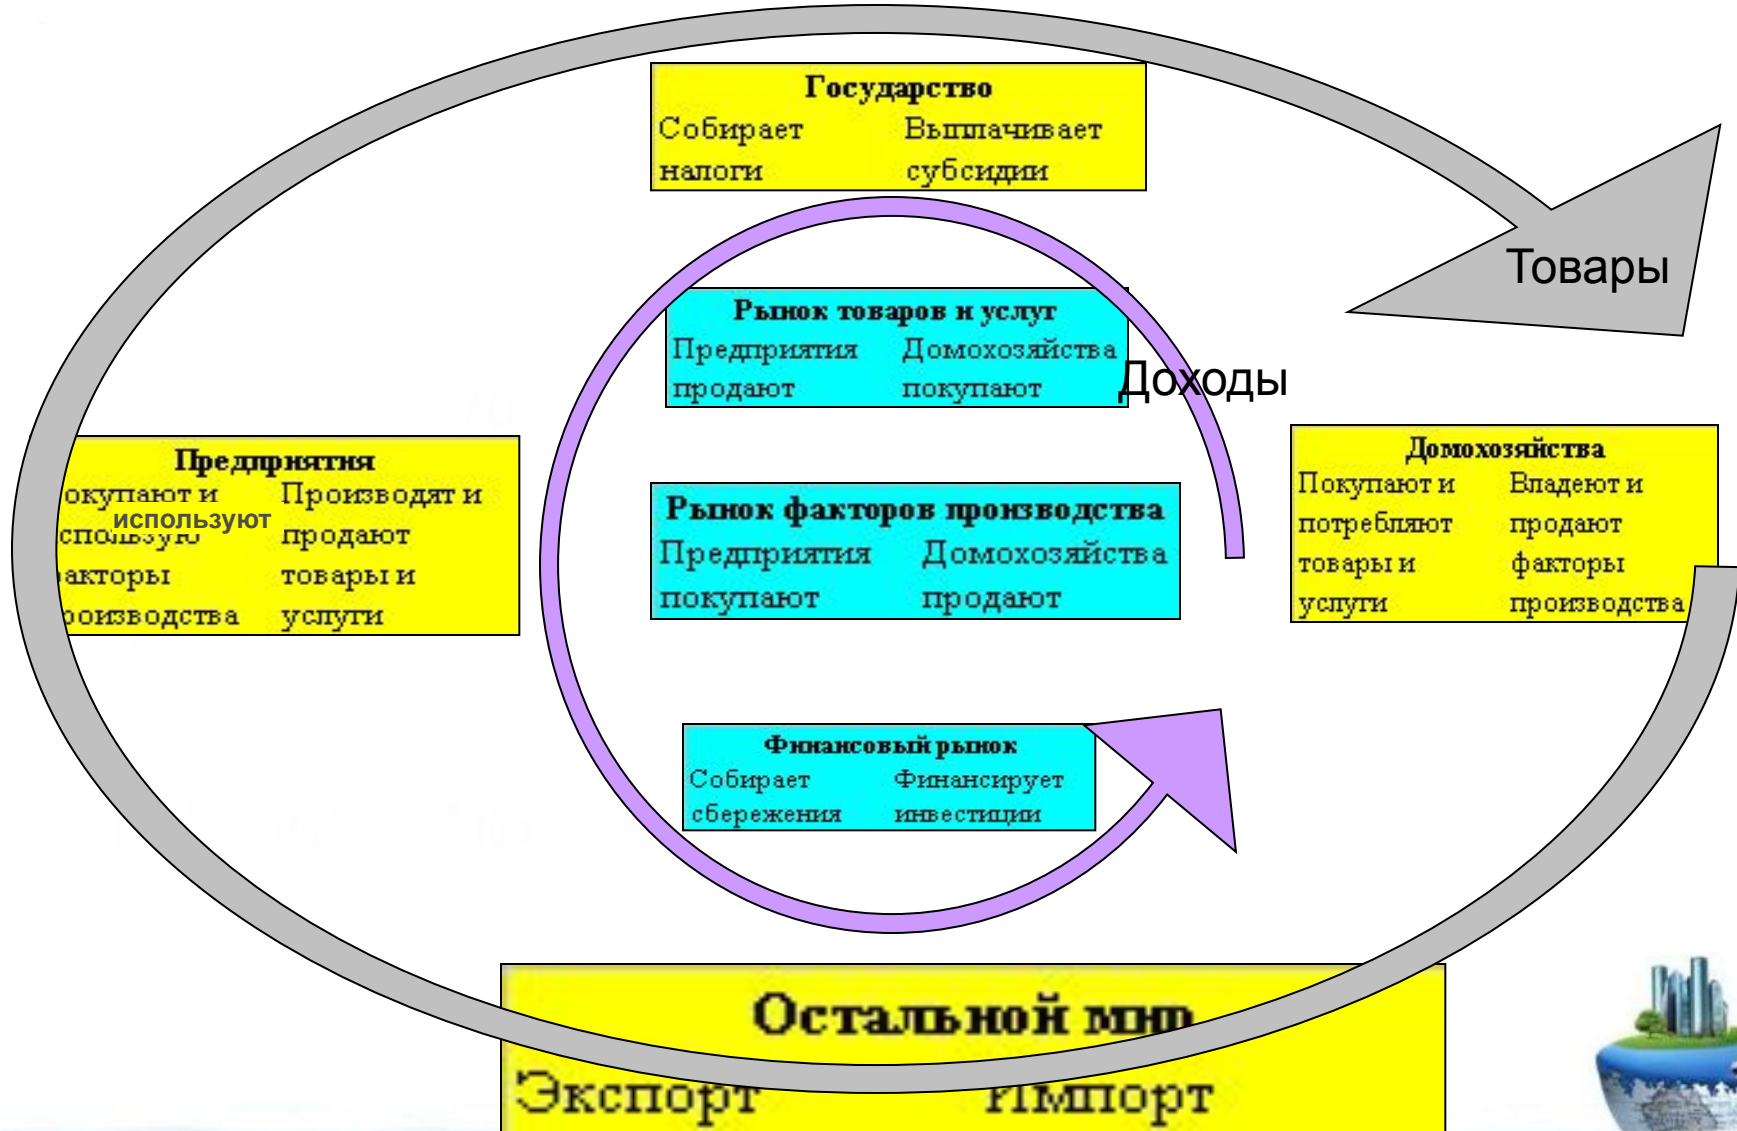 Государство
Собирает Выплачивает
налоги субсидии
Товары
Рынок товаров и услуг
Предприятия Домохозяйства
продают покупают
Доходы
Предприятия
окупают и Производят и
используют
продают
акторы товары и
роизводства услуги
Домохозяйства
Покупают и Владеют и
потребляют продают
товары и факторы
услуги производства
Рынок факторов производства
Предприятия Домохозяйства
покупают продают
Финансовый рынок
Собирает Финансирует
сбережения инвестиции
Остальной мир
Экспорт Импорт